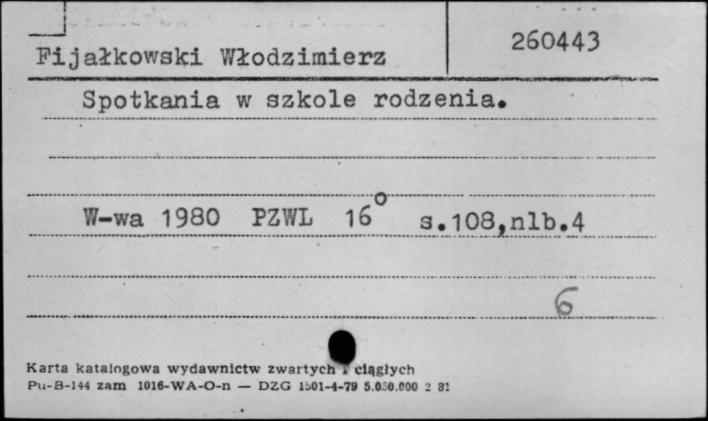 Fijałkowski Włodzimierz 260443
Spotkania w szkole rodzenia.
W-wa 1980 PZWL 16° s.108,nlb.4
6
Karta katalogowa wydawnictw zwartych i ciągłych
Pu-B-144 zam 1016-WA-O-n — DZG 1501-4-79 5.050.000 2 81